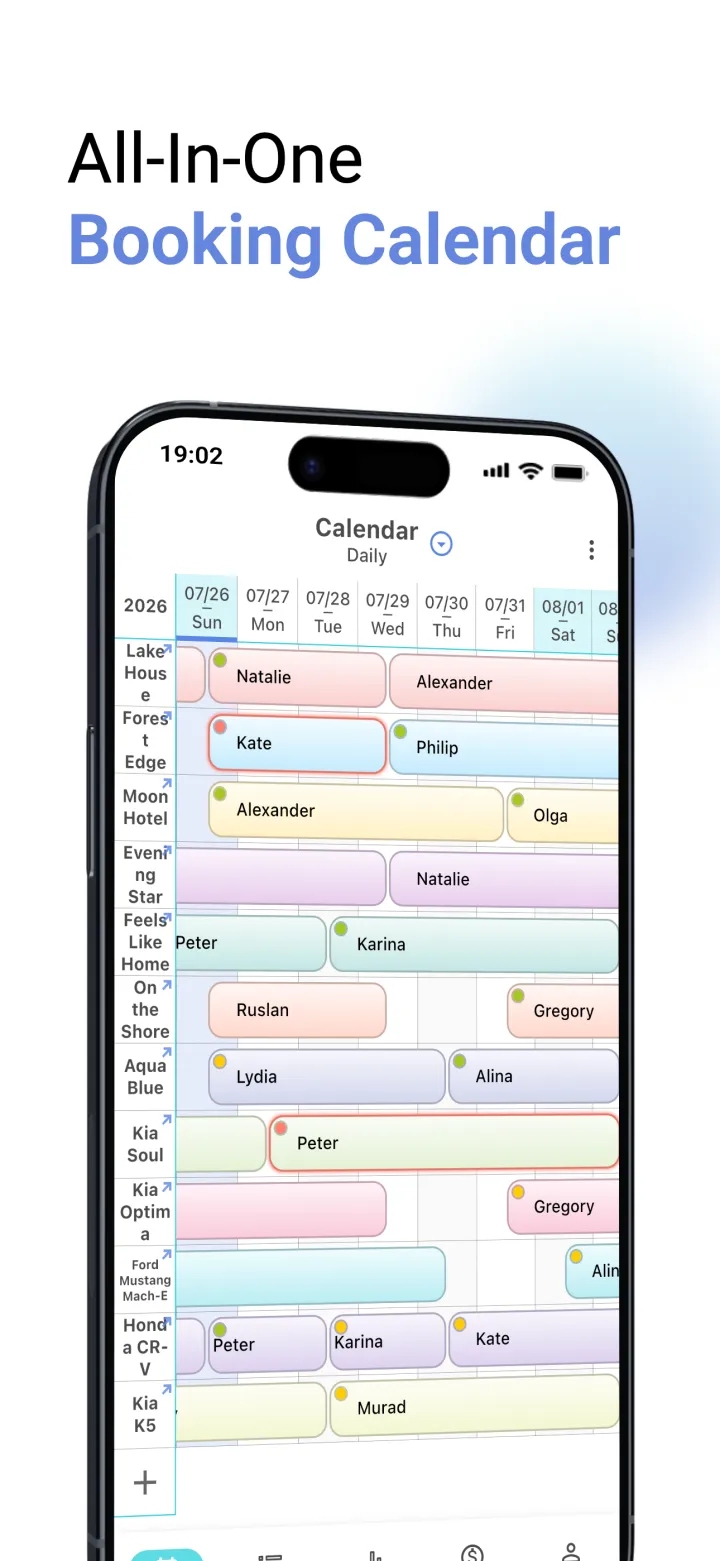 All-In-One
Booking Calendar
19:02
Calendar
Daily
2026
07/26
Sun
07/27
Mon
07/28
Tue
07/29
Wed
07/30
Thu
07/31
Fri
08/01
Sat
08
S
Lake
Hous
e
Natalie
Alexander
Fores
t
Edge
Kate
Philip
Moon
Hotel
Alexander
Olga
Eveni
ng
Star
Natalie
Feels
Like
Home
Peter
Karina
On
the
Shore
Ruslan
Gregory
Aqua
Blue
Lydia
Alina
Kia
Soul
Peter
Kia
Optim
a
Gregory
Ford
Mustang
Mach-E
Alin
Hond
a CR-
V
Peter
Karina
Kate
Kia
K5
Murad